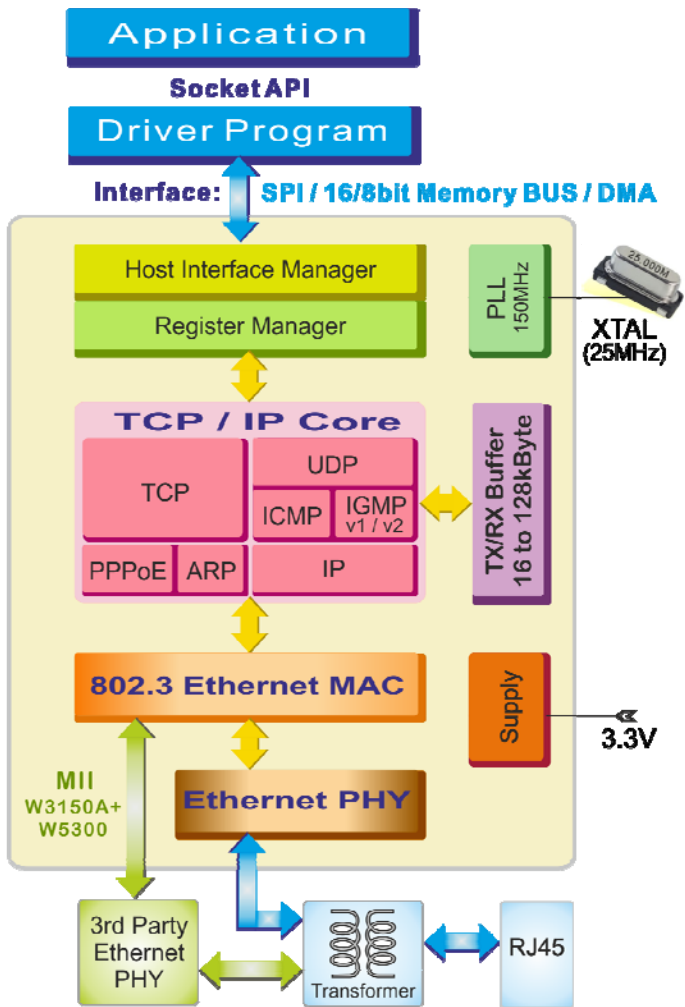 Application
Socket API
Driver Program
Interface: SPI / 16/8bit Memory BUS / DMA
Host Interface Manager
Register Manager
PLL
150MHz
25.000M
XTAL
(25MHz)
TCP / IP Core
TCP
UDP
ICMP
IGMP
v1 / v2
PPPoE
ARP
IP
TX/RX Buffer
16 to 128kByte
802.3 Ethernet MAC
Supply
3.3V
MII
W3150A+
W5300
Ethernet PHY
3rd Party
Ethernet
PHY
Transformer
RJ45